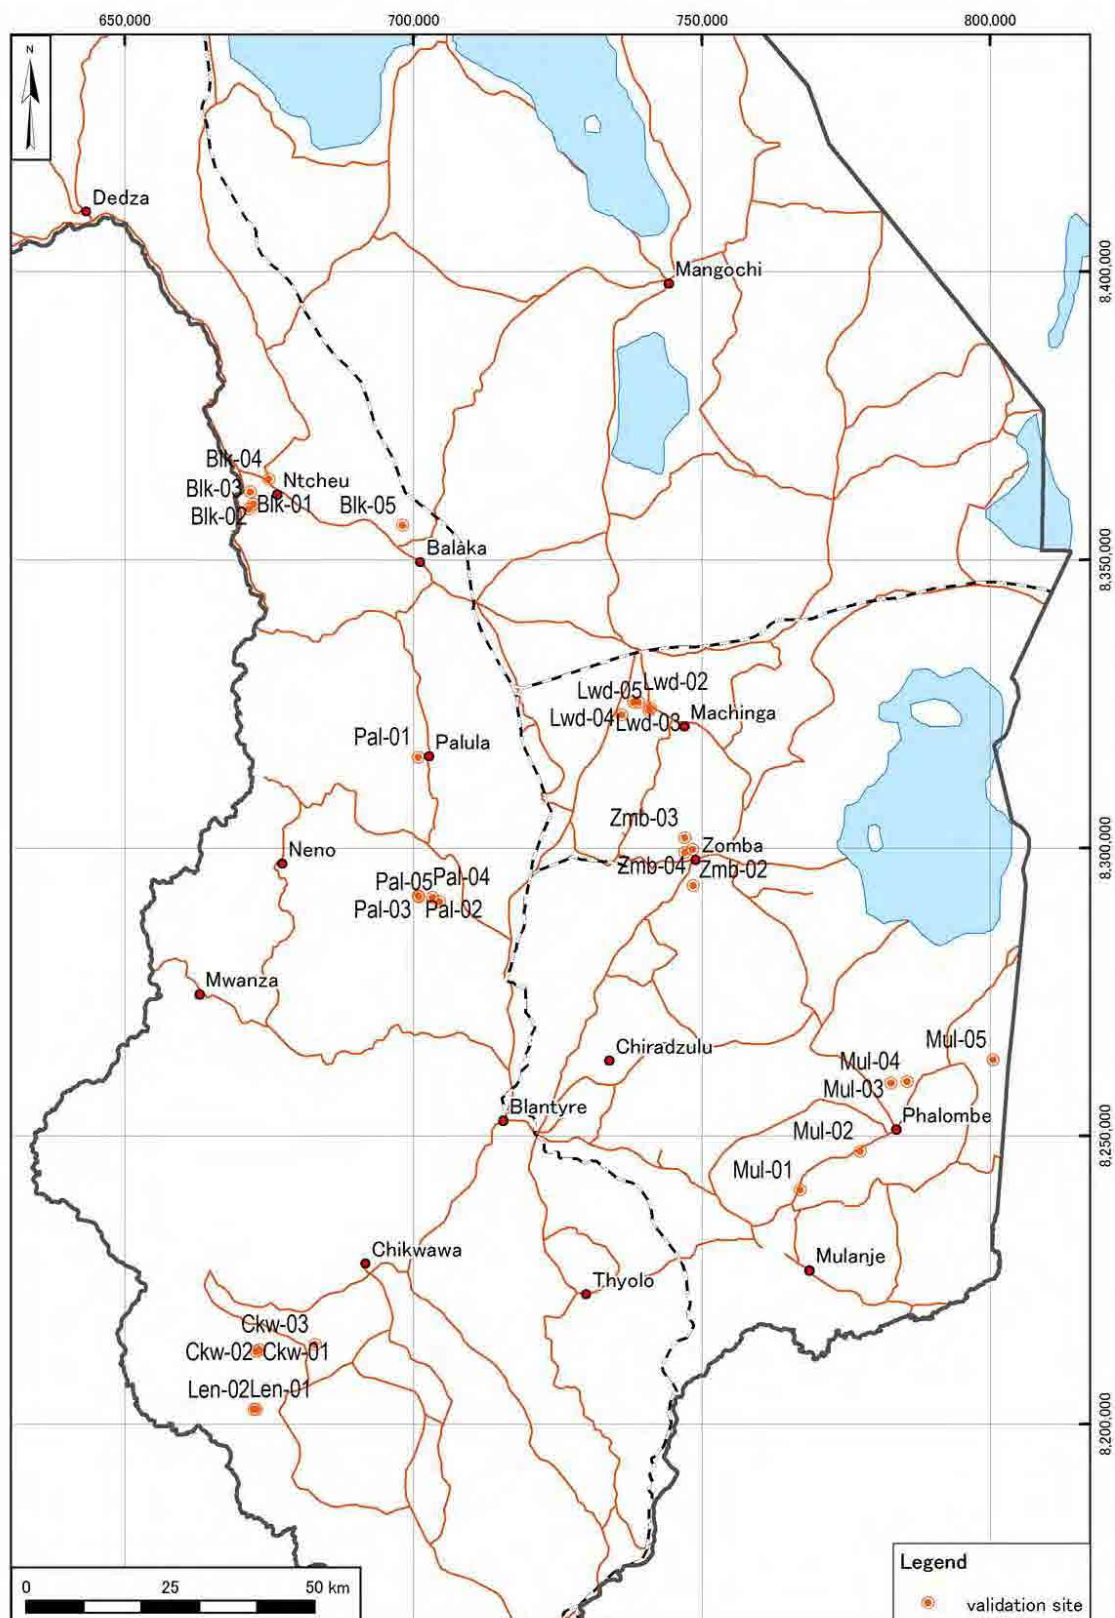 650,000
700,000
750,000
800,000
N
Dedza
Mangochi
8,400,000
Blk-04
Ntcheu
Blk-03
Blk-01
Blk-05
Blk-02
Balaka
8,350,000
Lwd-05
Lwd-02
Lwd-04
Lwd-03
Machinga
Pal-01
Palula
Zmb-03
Zomba
8,300,000
Neno
Zmb-04
Zmb-02
Pal-05
Pal-04
Pal-03
Pal-02
Mwanza
Chiradzulu
Mul-05
Mul-04
Mul-03
Blantyre
Phalombe
Mul-02
8,250,000
Mul-01
Chikwawa
Mulanje
Thyolo
Ckw-03
Ckw-02
Ckw-01
Len-02
Len-01
8,200,000
Legend
validation site
0
25
50 km